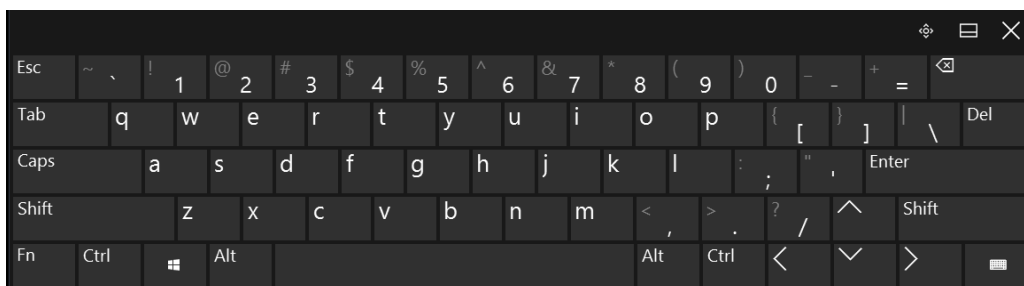 Esc ~ ` ! 1 @ 2 # 3 $ 4 % 5 ^ 6 & 7 * 8 ( 9 ) 0 _ - + =
Tab q w e r t y u i o p { [ } ] | \ Del
Caps a s d f g h j k l : ; " ' Enter
Shift z x c v b n m < , > . ? / Shift
Fn Ctrl Alt Alt Ctrl